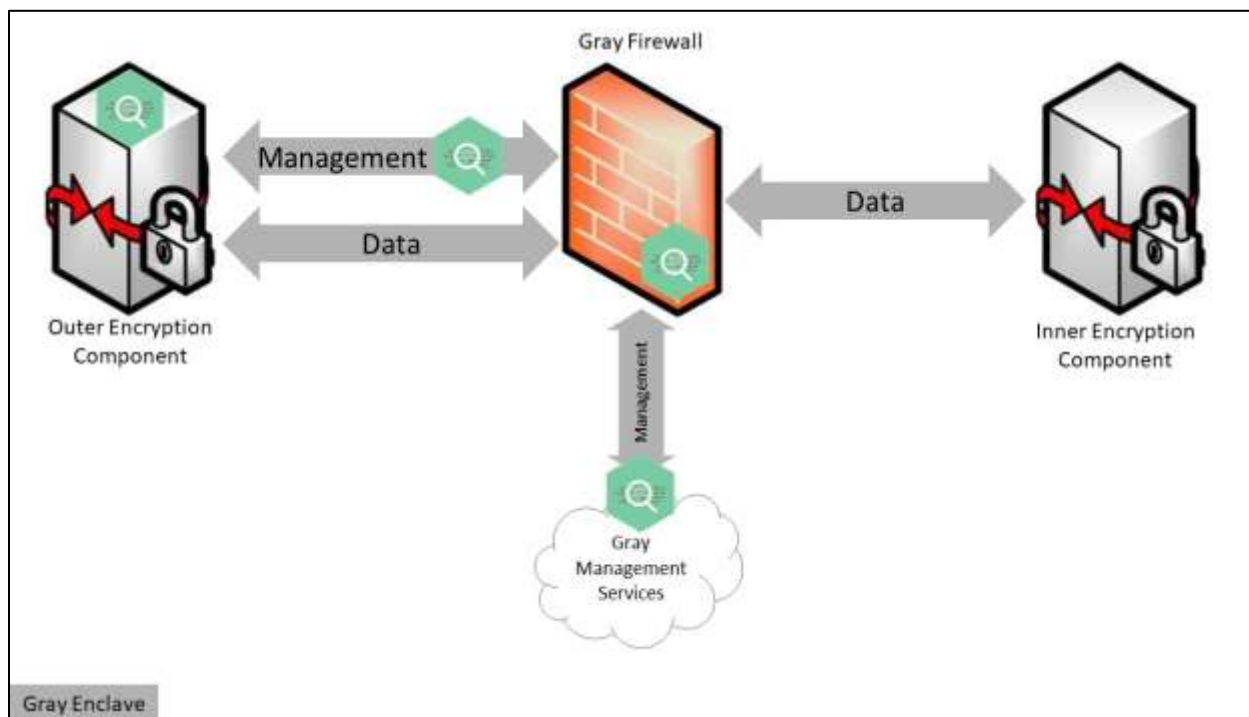 Gray Firewall
Management
Data
Data
Outer Encryption
Component
Inner Encryption
Component
Management
Gray
Management
Services
Gray Enclave